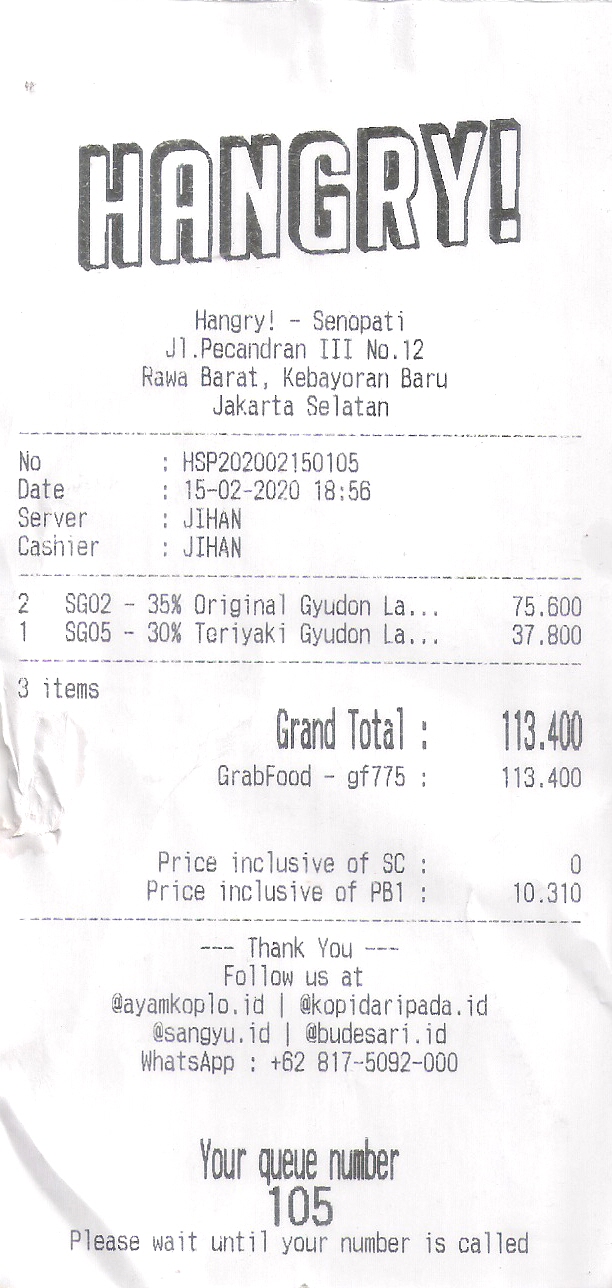 HANGRY!
Hangry! - Senopati
Jl.Pecandran III No.12
Rawa Barat, Kebayoran Baru
Jakarta Selatan
No : HSP202002150105
Date : 15-02-2020 18:56
Server : JIHAN
Cashier : JIHAN
2 SG02 - 35% Original Gyudon La... 75.600
1 SG05 - 30% Teriyaki Gyudon La... 37.800
3 items
Grand Total : 113.400
GrabFood - gf775 : 113.400
Price inclusive of SC : 0
Price inclusive of PB1 : 10.310
--- Thank You ---
Follow us at
@ayamkoplo.id | @kopidaripada.id
@sangyu.id | @budesari.id
WhatsApp : +62 817-5092-000
Your queue number
105
Please wait until your number is called